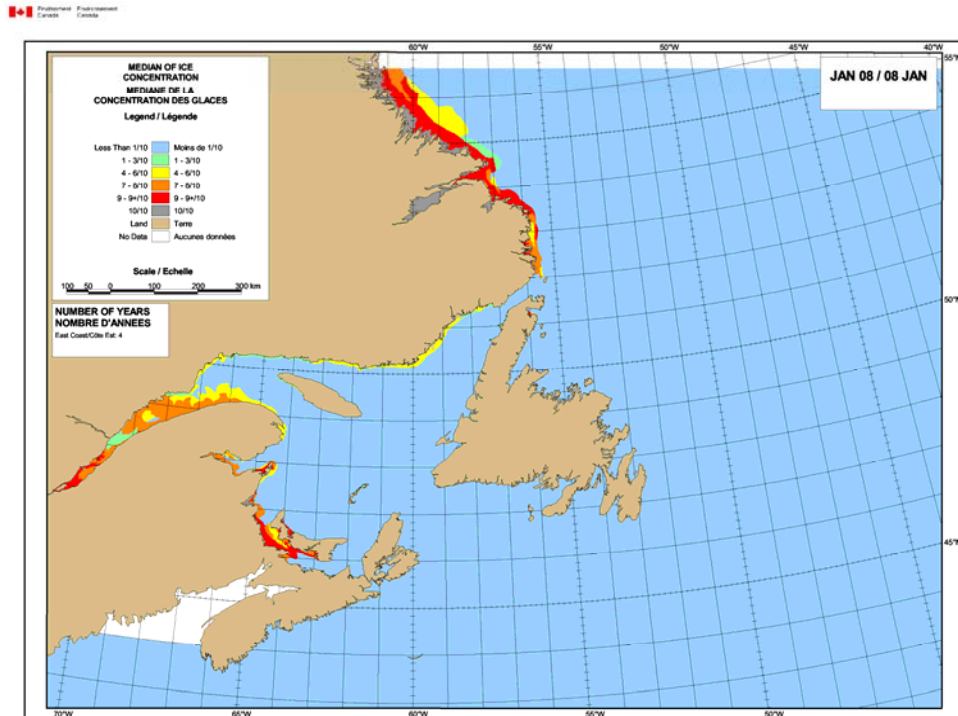 Environment Environnement
Canada Canada
60°W 55°W 50°W 45°W 40°W
55°N
MEDIAN OF ICE
CONCENTRATION
MEDIANE DE LA
CONCENTRATION DES GLACES
Legend / Légende
Less Than 1/10 Moins de 1/10
1 - 3/10 1 - 3/10
4 - 6/10 4 - 6/10
7 - 8/10 7 - 8/10
9 - 9+/10 9 - 9+/10
10/10 10/10
Land Terre
No Data Aucunes données
Scale / Echelle
100 50 0 100 200 300 km
JAN 08 / 08 JAN
NUMBER OF YEARS
NOMBRE D'ANNEES
East Coast/Côte Est: 4
50°N
45°N
70°W 65°W 60°W 55°W 50°W